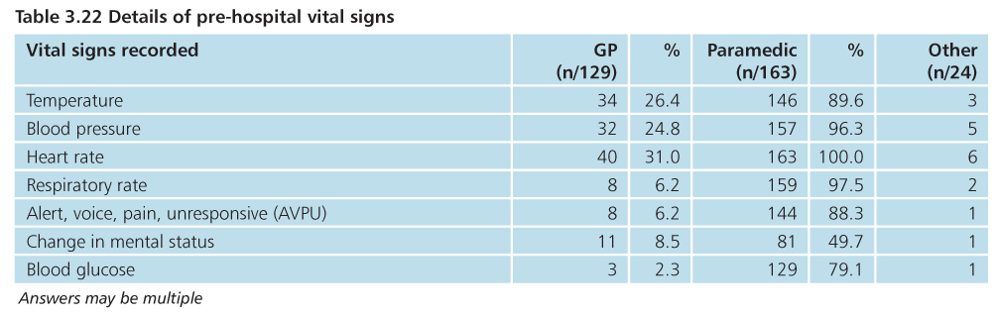 Table 3.22 Details of pre-hospital vital signs
Vital signs recorded GP (n/129) % Paramedic (n/163) % Other (n/24)
Temperature 34 26.4 146 89.6 3
Blood pressure 32 24.8 157 96.3 5
Heart rate 40 31.0 163 100.0 6
Respiratory rate 8 6.2 159 97.5 2
Alert, voice, pain, unresponsive (AVPU) 8 6.2 144 88.3 1
Change in mental status 11 8.5 81 49.7 1
Blood glucose 3 2.3 129 79.1 1
Answers may be multiple